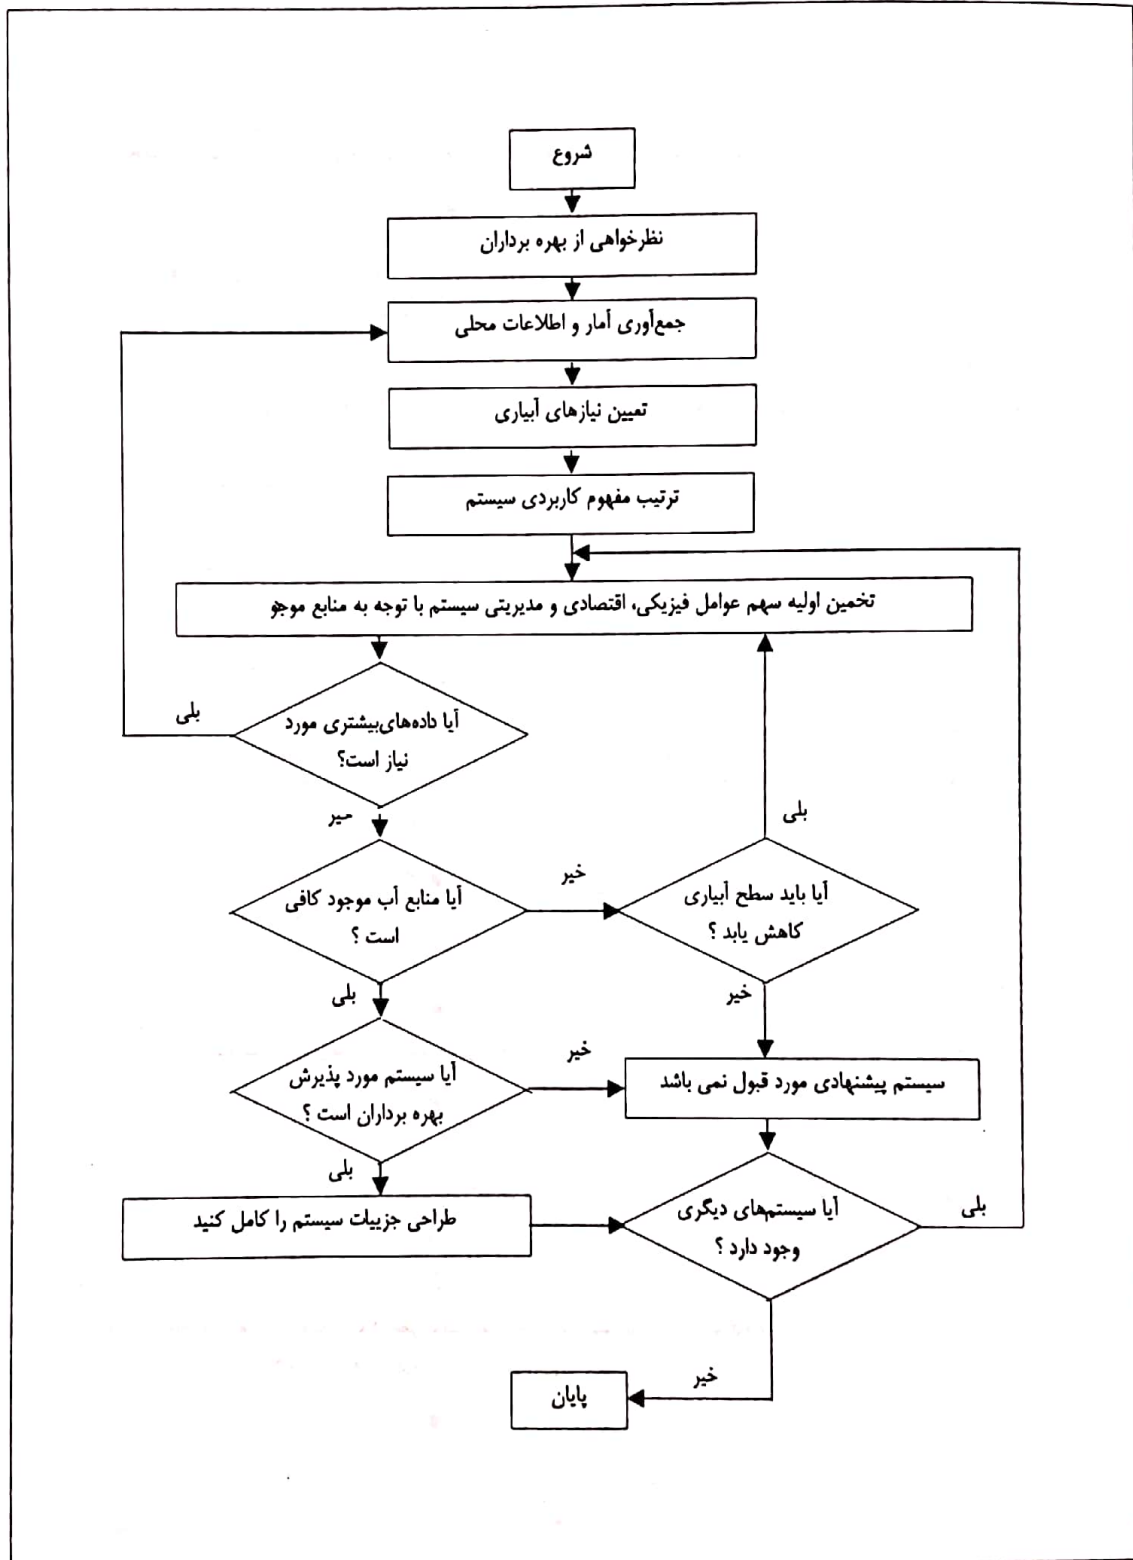 شروع
نظرخواهی از بهره برداران
جمع‌آوری آمار و اطلاعات محلی
تعیین نیازهای آبیاری
ترتیب مفهوم کاربردی سیستم
تخمین اولیه سهم عوامل فیزیکی، اقتصادی و مدیریتی سیستم با توجه به منابع موجو
آیا داده‌های‌بیشتری مورد
نیاز است؟
بلی
آیا منابع آب موجود کافی
است ؟
خیر
آیا باید سطح آبیاری
کاهش یابد ؟
بلی
بلی
خیر
آیا سیستم مورد پذیرش
بهره برداران است ؟
خیر
سیستم پیشنهادی مورد قبول نمی باشد
بلی
طراحی جزییات سیستم را کامل کنید
آیا سیستم‌های دیگری
وجود دارد ؟
بلی
خیر
پایان